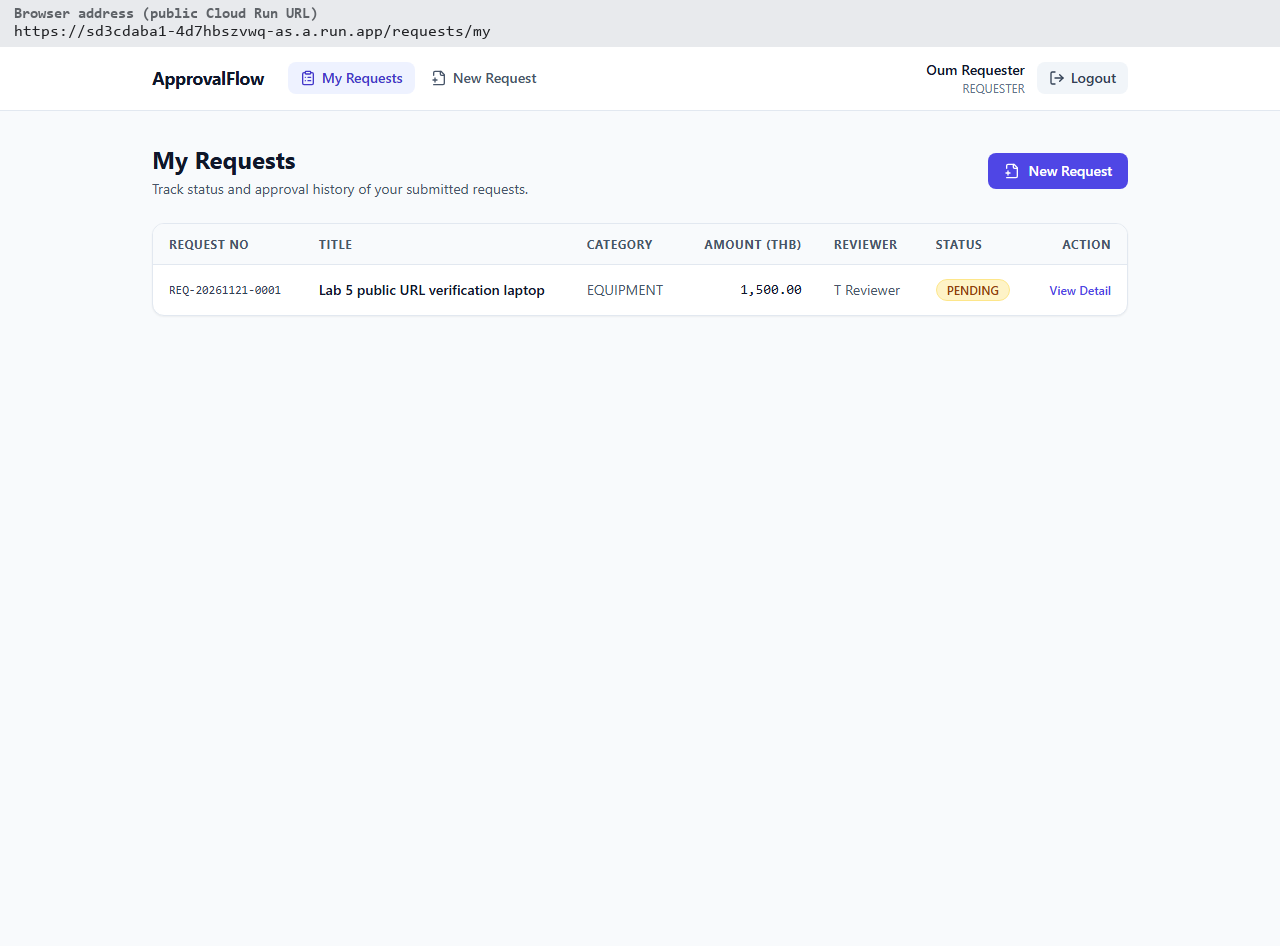 Browser address (public Cloud Run URL)
https://sd3cdaba1-4d7hbszvwq-as.a.run.app/requests/my
ApprovalFlow
My Requests
New Request
Oum Requester
REQUESTER
Logout
My Requests
Track status and approval history of your submitted requests.
New Request
REQUEST NO TITLE CATEGORY AMOUNT (THB) REVIEWER STATUS ACTION
REQ-20261121-0001 Lab 5 public URL verification laptop EQUIPMENT 1,500.00 T Reviewer PENDING View Detail